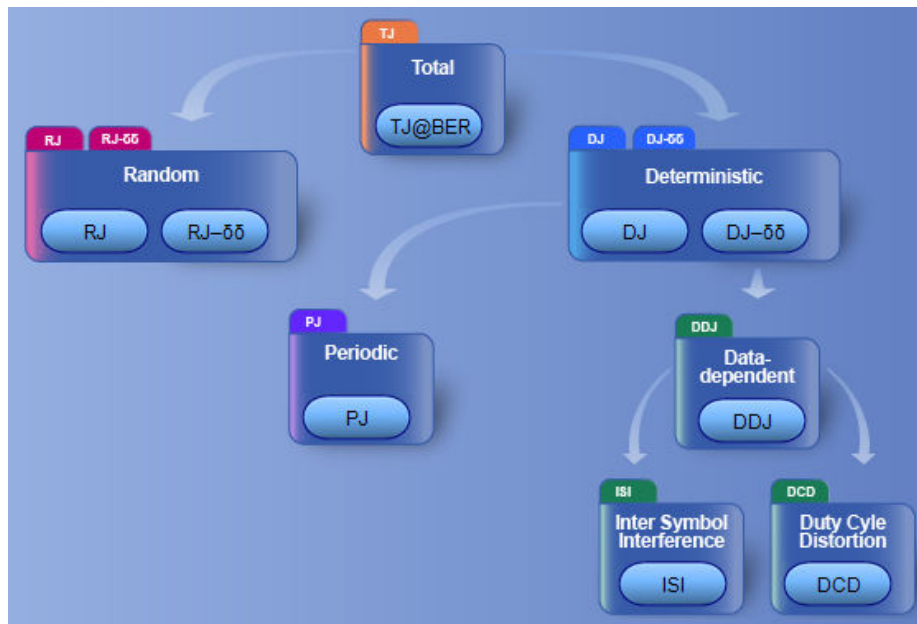 TJ
Total
TJ@BER
RJ
RJ-δδ
Random
RJ
RJ–δδ
DJ
DJ-δδ
Deterministic
DJ
DJ–δδ
PJ
Periodic
PJ
DDJ
Data-
dependent
DDJ
ISI
Inter Symbol
Interference
ISI
DCD
Duty Cyle
Distortion
DCD